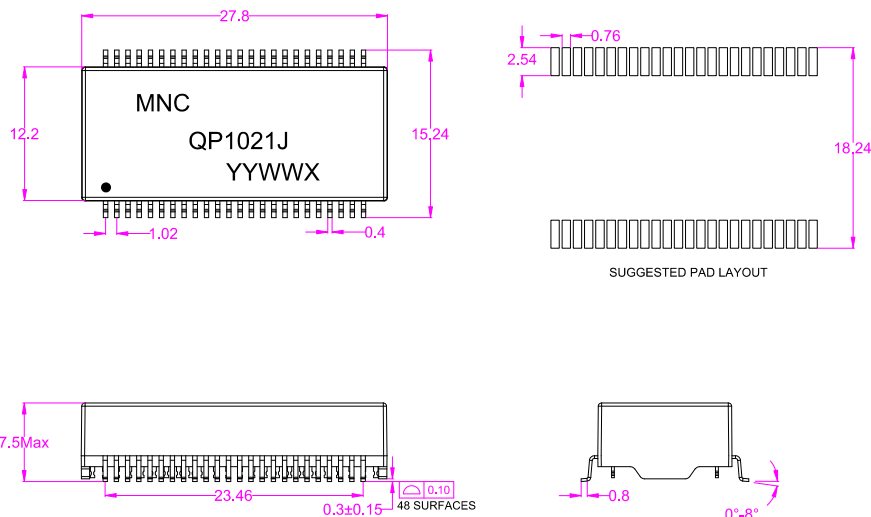 27.8
0.76
2.54
MNC
QP1021J
YYWWX
12.2
15.24
18.24
1.02
0.4
SUGGESTED PAD LAYOUT
7.5Max
23.46
0.3±0.15
0.10
48 SURFACES
0.8
0°-8°